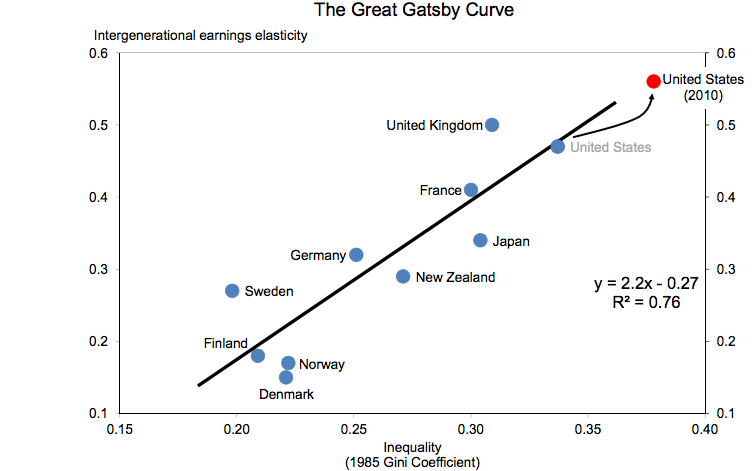 The Great Gatsby Curve
Intergenerational earnings elasticity
0.6
0.6
United States
(2010)
0.5
United Kingdom
0.5
United States
0.4
France
0.4
Japan
Germany
0.3
New Zealand
0.3
Sweden
y = 2.2x - 0.27
R² = 0.76
0.2
Finland
0.2
Norway
Denmark
0.1
0.1
0.15
0.20
0.25
0.30
0.35
0.40
Inequality
(1985 Gini Coefficient)